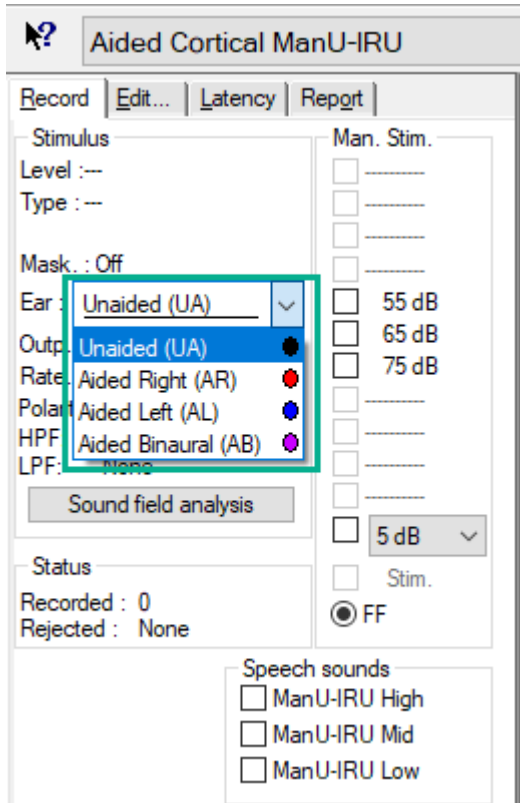 ?
Aided Cortical ManU-IRU
Record Edit... Latency Report
Stimulus
Level :---
Type : ---
Mask. : Off
Ear : Unaided (UA)
Unaided (UA)
Aided Right (AR)
Aided Left (AL)
Aided Binaural (AB)
Outp.
Rate.
Polari
HPF
LPF: None
Sound field analysis
Status
Recorded : 0
Rejected : None
Man. Stim.
----------
----------
----------
----------
55 dB
65 dB
75 dB
----------
----------
----------
----------
5 dB
Stim.
FF
Speech sounds
ManU-IRU High
ManU-IRU Mid
ManU-IRU Low